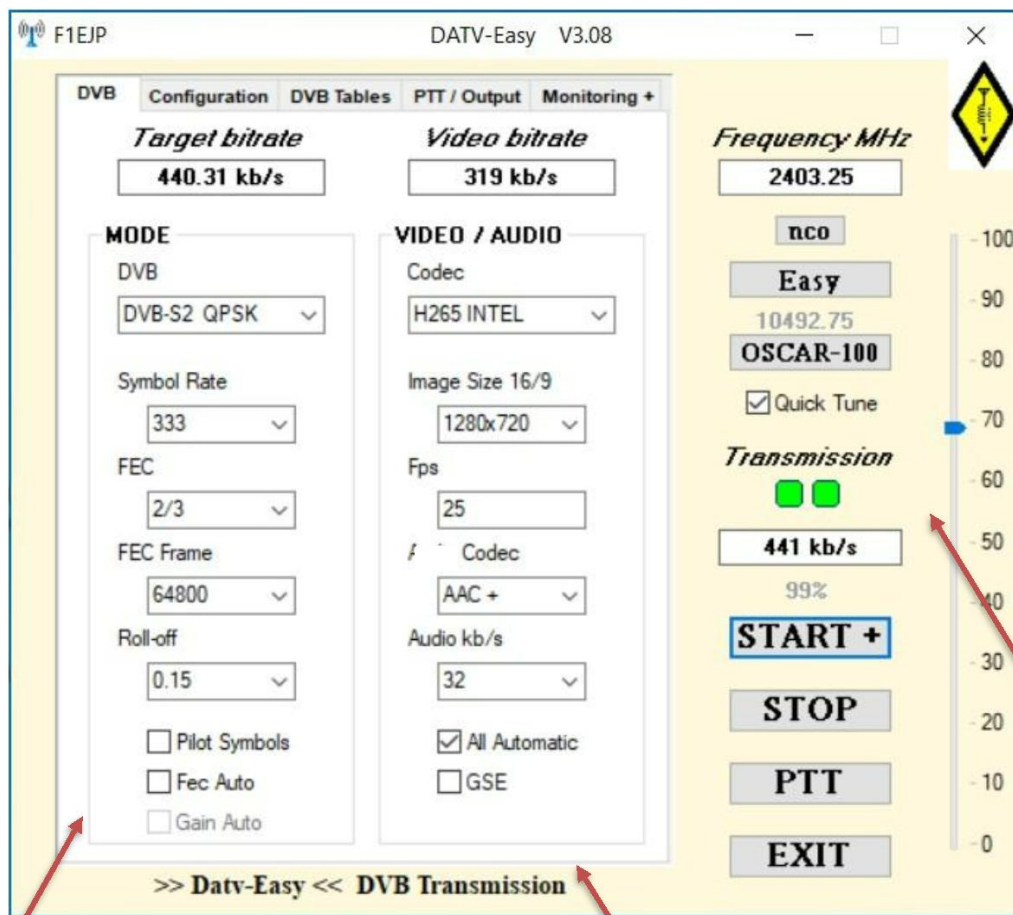 F1EJP DATV-Easy V3.08
DVB Configuration DVB Tables PTT / Output Monitoring +
Target bitrate
440.31 kb/s
Video bitrate
319 kb/s
MODE
DVB
DVB-S2 QPSK
Symbol Rate
333
FEC
2/3
FEC Frame
64800
Roll-off
0.15
Pilot Symbols
Fec Auto
Gain Auto
VIDEO / AUDIO
Codec
H265 INTEL
Image Size 16/9
1280x720
Fps
25
Codec
AAC +
Audio kb/s
32
All Automatic
GSE
>> Datv-Easy << DVB Transmission
Frequency MHz
2403.25
nco
Easy
10492.75
OSCAR-100
Quick Tune
Transmission
441 kb/s
99%
START +
STOP
PTT
EXIT
100
90
80
70
60
50
40
30
20
10
0